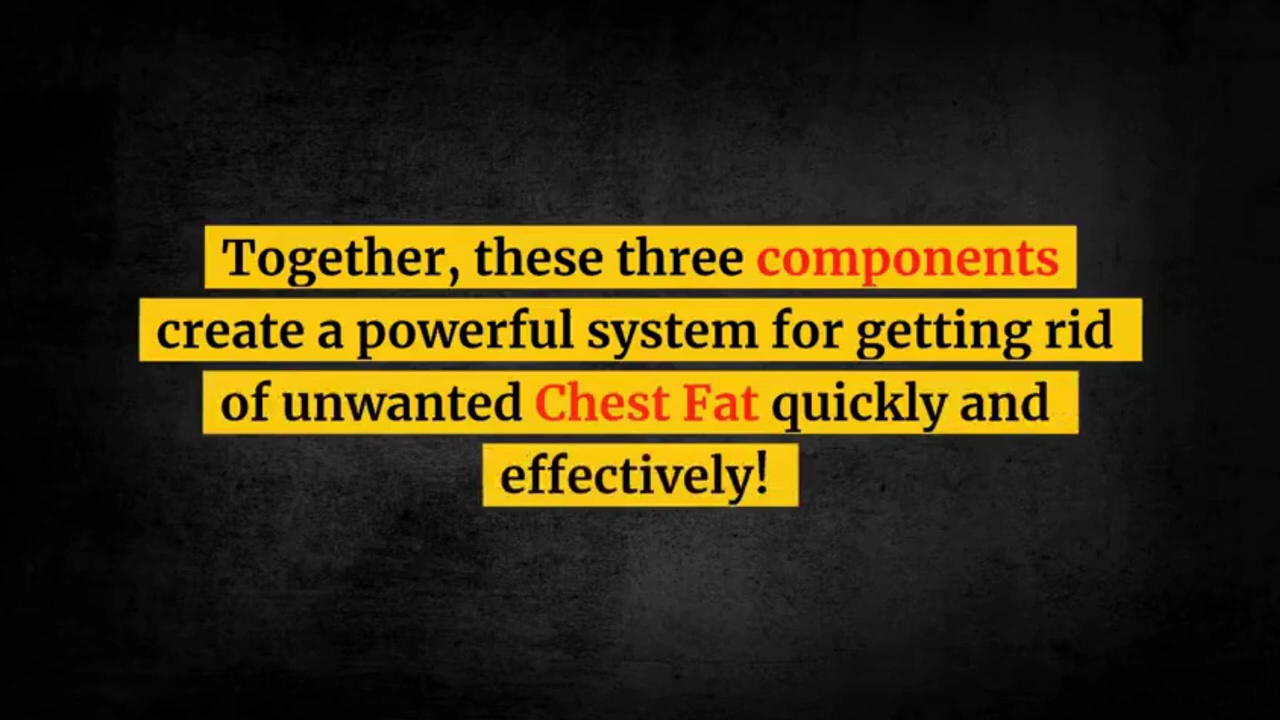 Together, these three components
create a powerful system for getting rid
of unwanted Chest Fat quickly and
effectively!